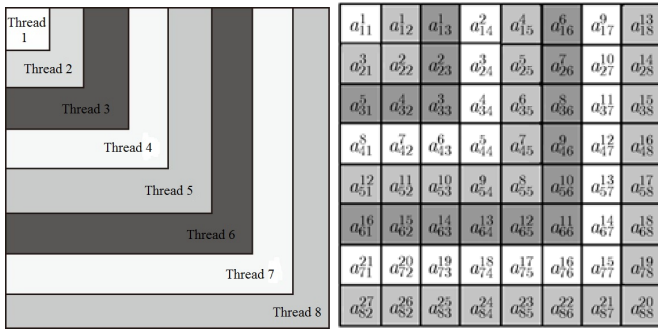 Thread
1
Thread 2
Thread 3
Thread 4
Thread 5
Thread 6
Thread 7
Thread 8
a¹₁₁ a¹₁₂ a¹₁₃ a²₁₄ a⁴₁₅ a⁶₁₆ a⁹₁₇ a¹³₁₈
a³₂₁ a²₂₂ a²₂₃ a³₂₄ a⁵₂₅ a⁷₂₆ a¹⁰₂₇ a¹⁴₂₈
a⁵₃₁ a⁴₃₂ a³₃₃ a⁴₃₄ a⁶₃₅ a⁸₃₆ a¹¹₃₇ a¹⁵₃₈
a⁸₄₁ a⁷₄₂ a⁶₄₃ a⁵₄₄ a⁷₄₅ a⁹₄₆ a¹²₄₇ a¹⁶₄₈
a¹²₅₁ a¹¹₅₂ a¹⁰₅₃ a⁹₅₄ a⁸₅₅ a¹⁰₅₆ a¹³₅₇ a¹⁷₅₈
a¹⁶₆₁ a¹⁵₆₂ a¹⁴₆₃ a¹³₆₄ a¹²₆₅ a¹¹₆₆ a¹⁴₆₇ a¹⁸₆₈
a²¹₇₁ a²⁰₇₂ a¹⁹₇₃ a¹⁸₇₄ a¹⁷₇₅ a¹⁶₇₆ a¹⁵₇₇ a¹⁹₇₈
a²⁷₈₂ a²⁶₈₂ a²⁵₈₃ a²⁴₈₄ a²³₈₅ a²²₈₆ a²¹₈₇ a²⁰₈₈